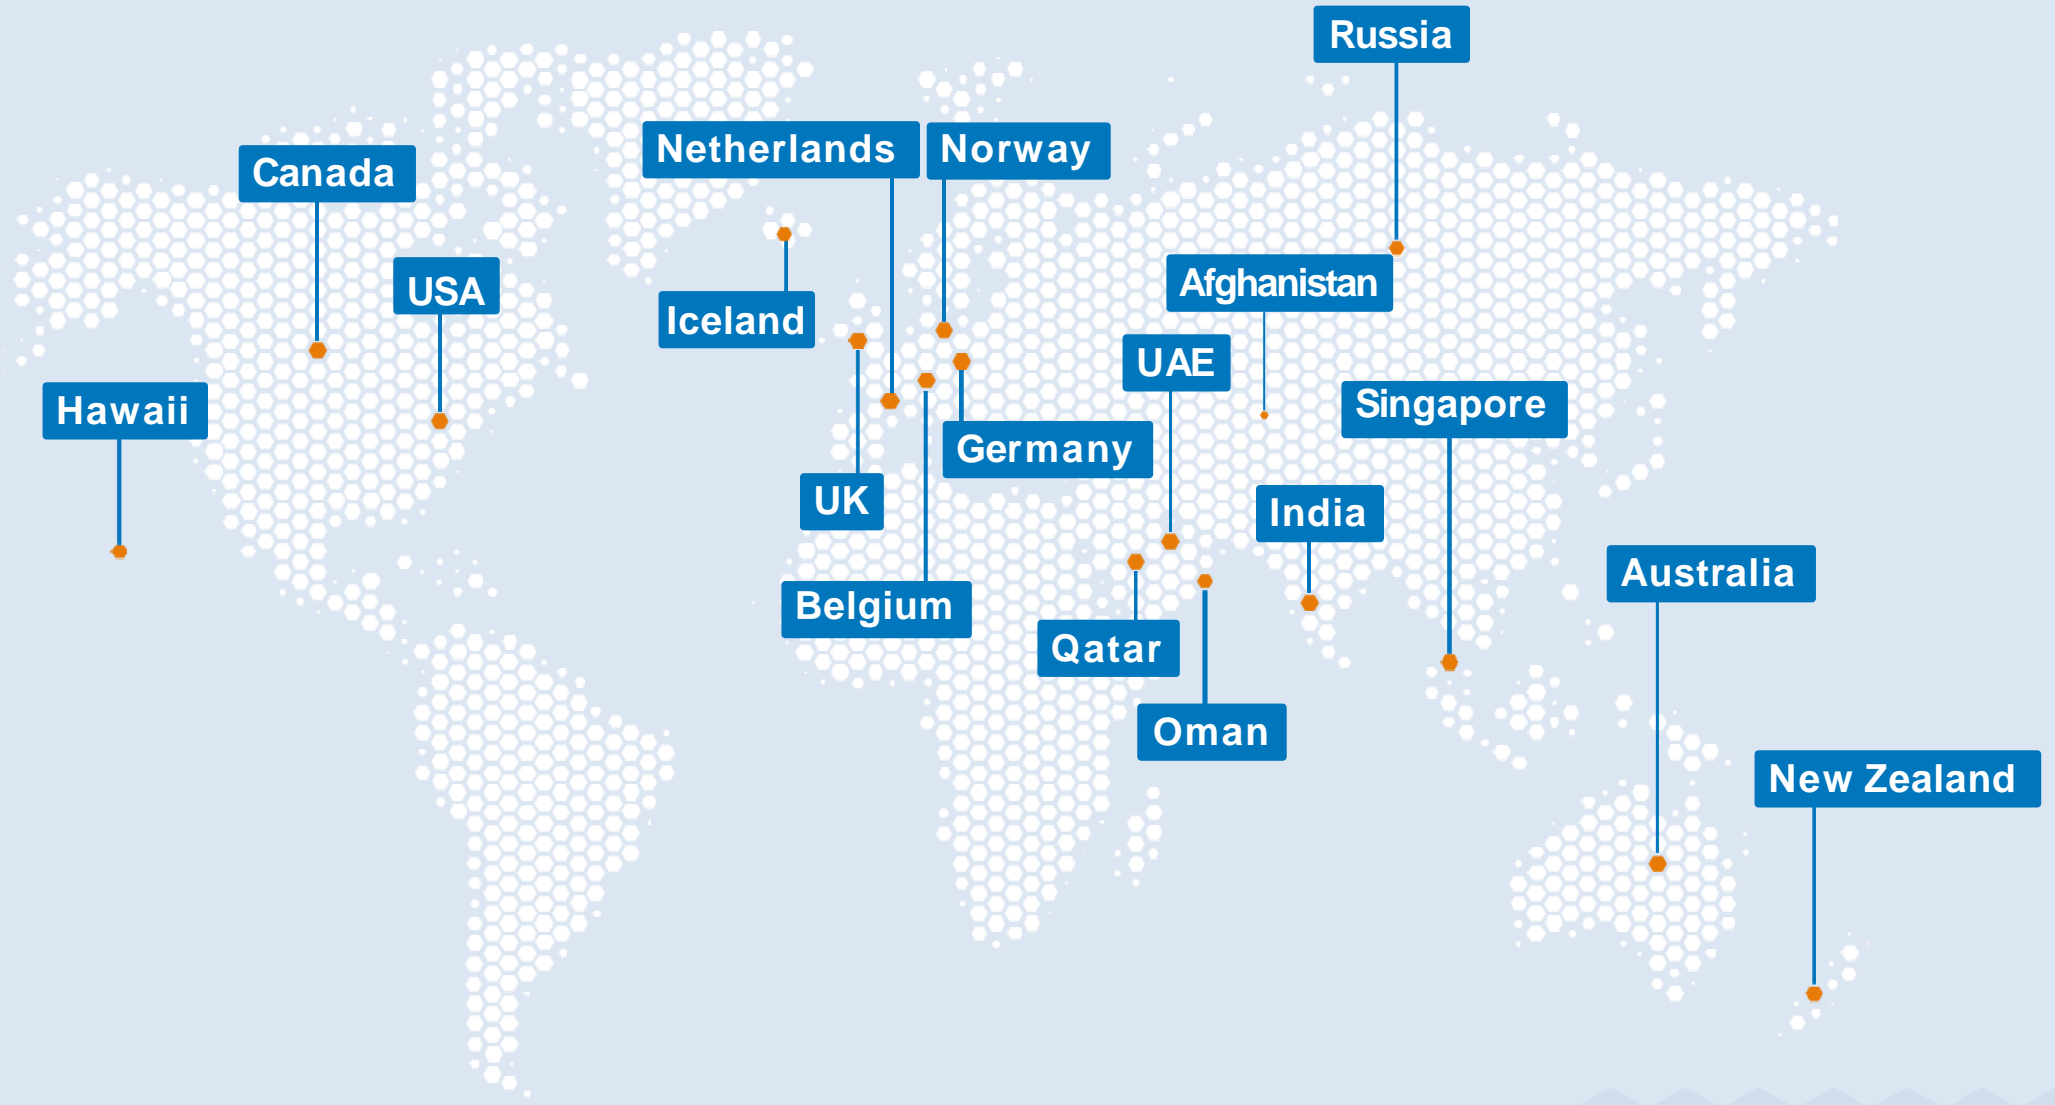 Russia
Netherlands
Norway
Canada
USA
Afghanistan
Iceland
UAE
Hawaii
Singapore
Germany
UK
India
Australia
Belgium
Qatar
Oman
New Zealand